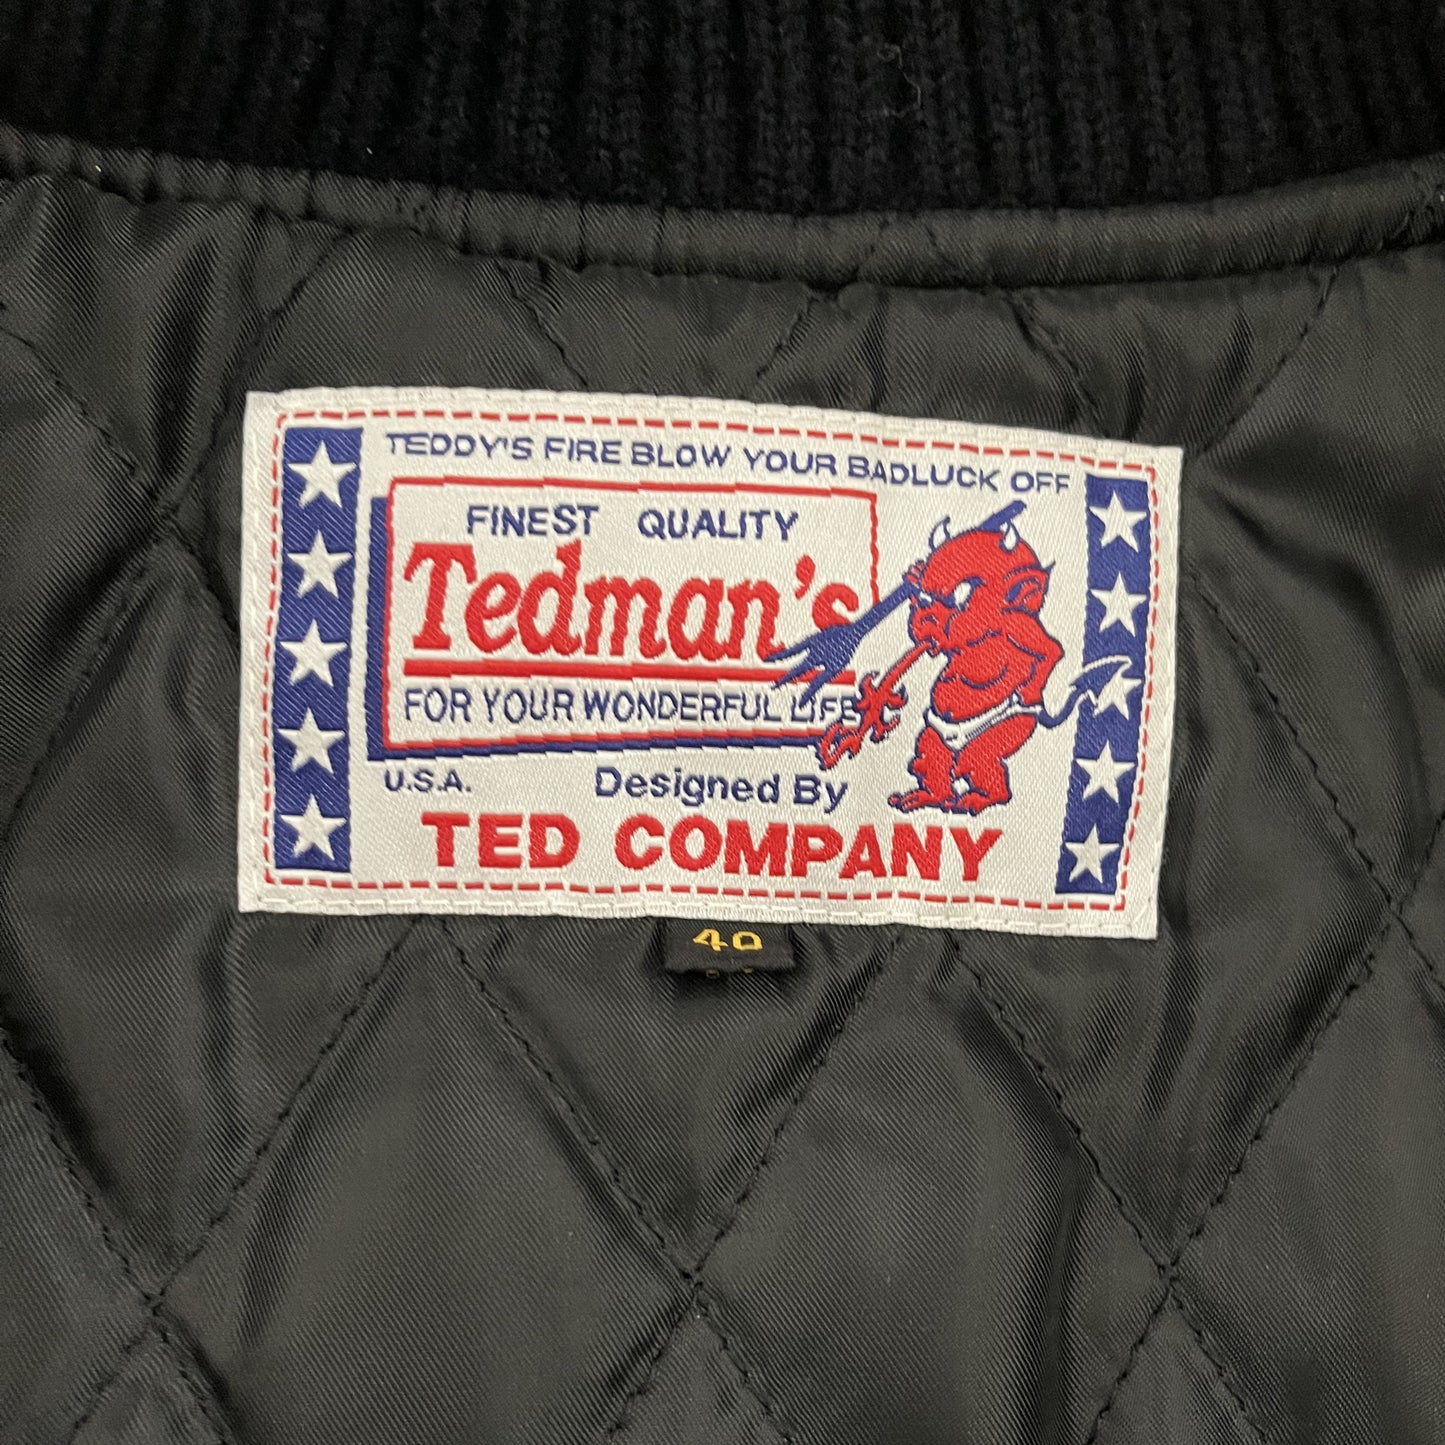 TEDDY'S FIRE BLOW YOUR BADLUCK OFF
FINEST QUALITY
Tedman's
FOR YOUR WONDERFUL LIFE
U.S.A. Designed By
TED COMPANY
40